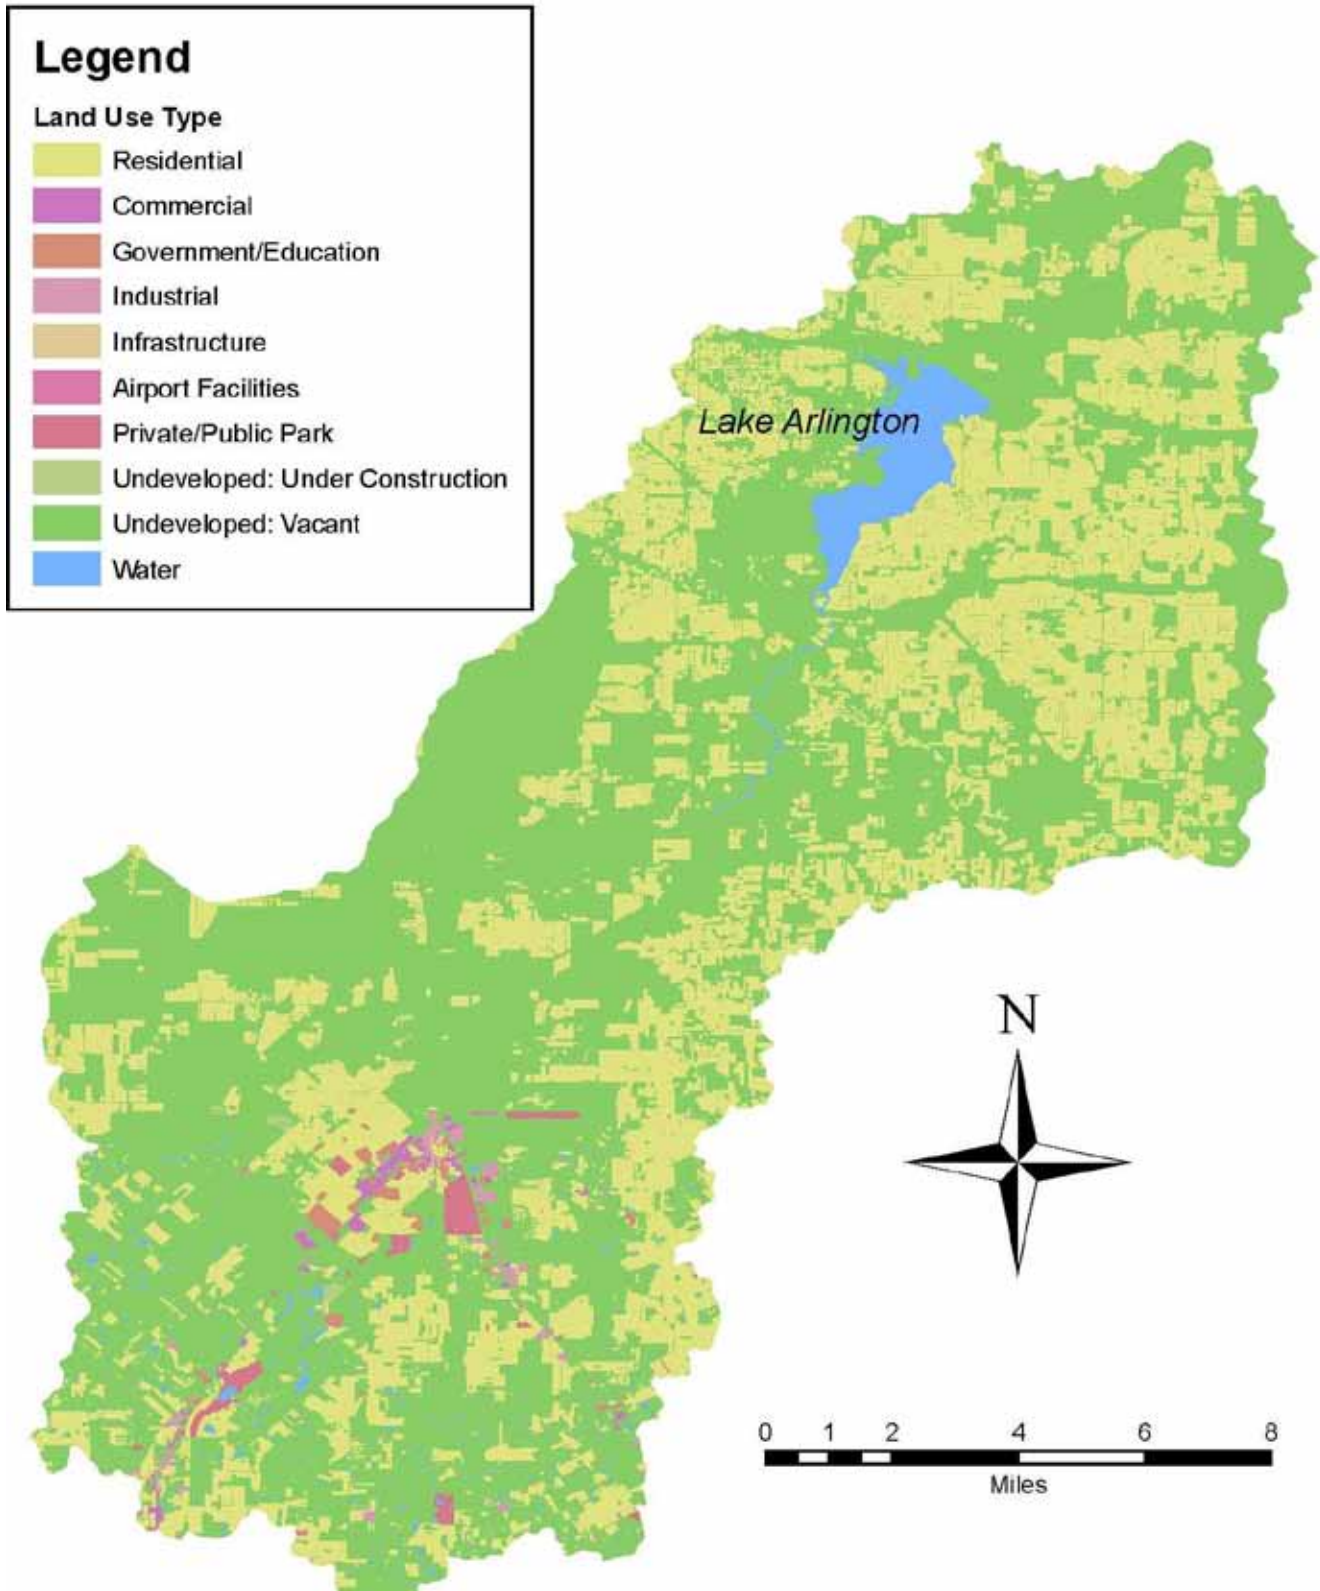 Legend
Land Use Type
Residential
Commercial
Government/Education
Industrial
Infrastructure
Airport Facilities
Private/Public Park
Undeveloped: Under Construction
Undeveloped: Vacant
Water
Lake Arlington
N
0 1 2 4 6 8
Miles